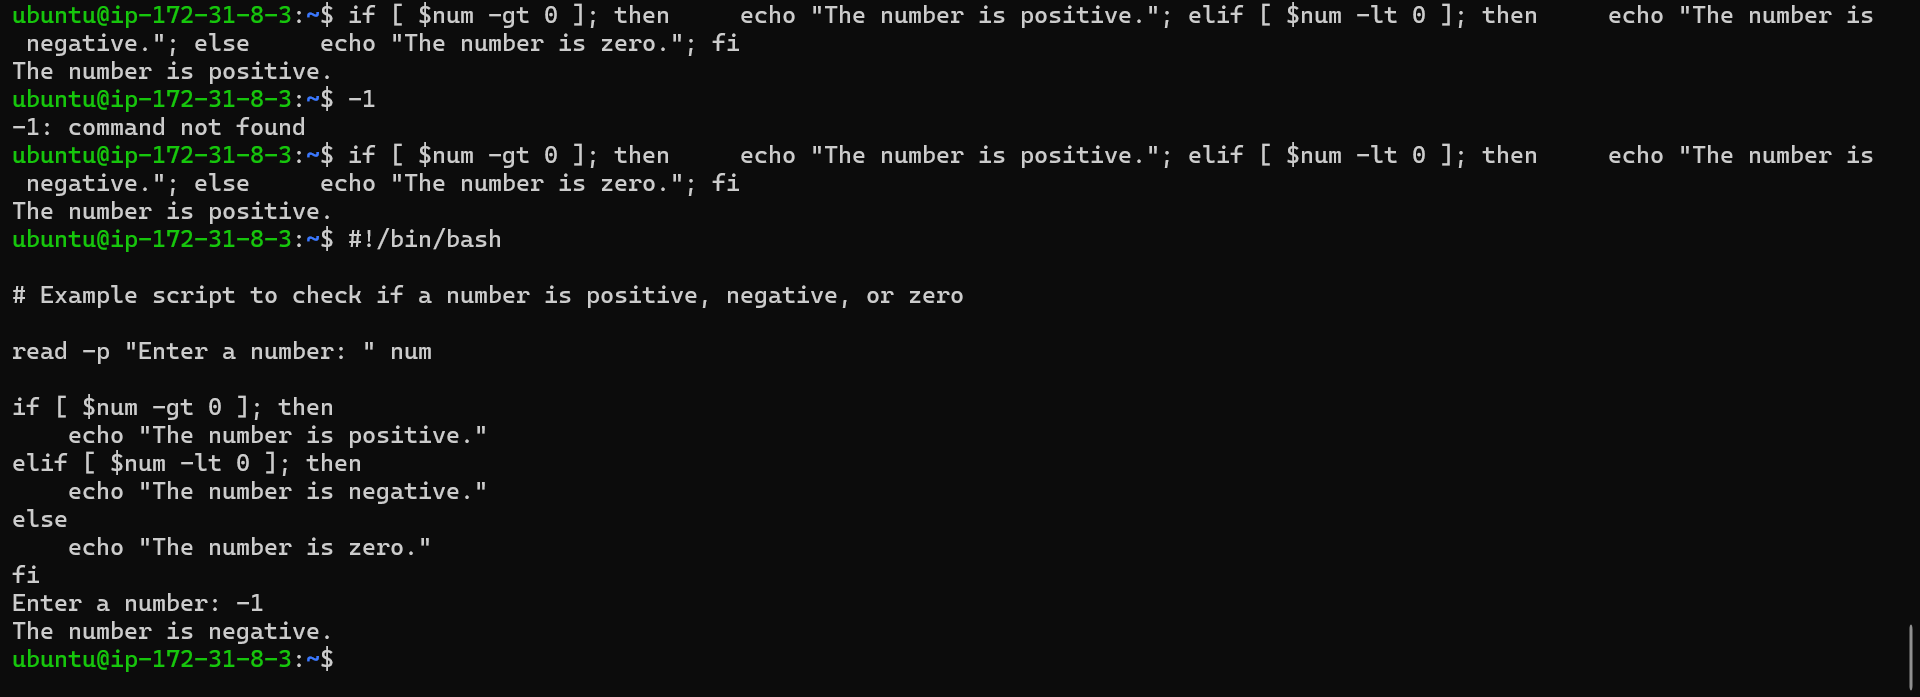 ubuntu@ip-172-31-8-3:~$ if [ $num -gt 0 ]; then     echo "The number is positive."; elif [ $num -lt 0 ]; then     echo "The number is
 negative."; else     echo "The number is zero."; fi
The number is positive.
ubuntu@ip-172-31-8-3:~$ -1
-1: command not found
ubuntu@ip-172-31-8-3:~$ if [ $num -gt 0 ]; then     echo "The number is positive."; elif [ $num -lt 0 ]; then     echo "The number is
 negative."; else     echo "The number is zero."; fi
The number is positive.
ubuntu@ip-172-31-8-3:~$ #!/bin/bash

# Example script to check if a number is positive, negative, or zero

read -p "Enter a number: " num

if [ $num -gt 0 ]; then
    echo "The number is positive."
elif [ $num -lt 0 ]; then
    echo "The number is negative."
else
    echo "The number is zero."
fi
Enter a number: -1
The number is negative.
ubuntu@ip-172-31-8-3:~$